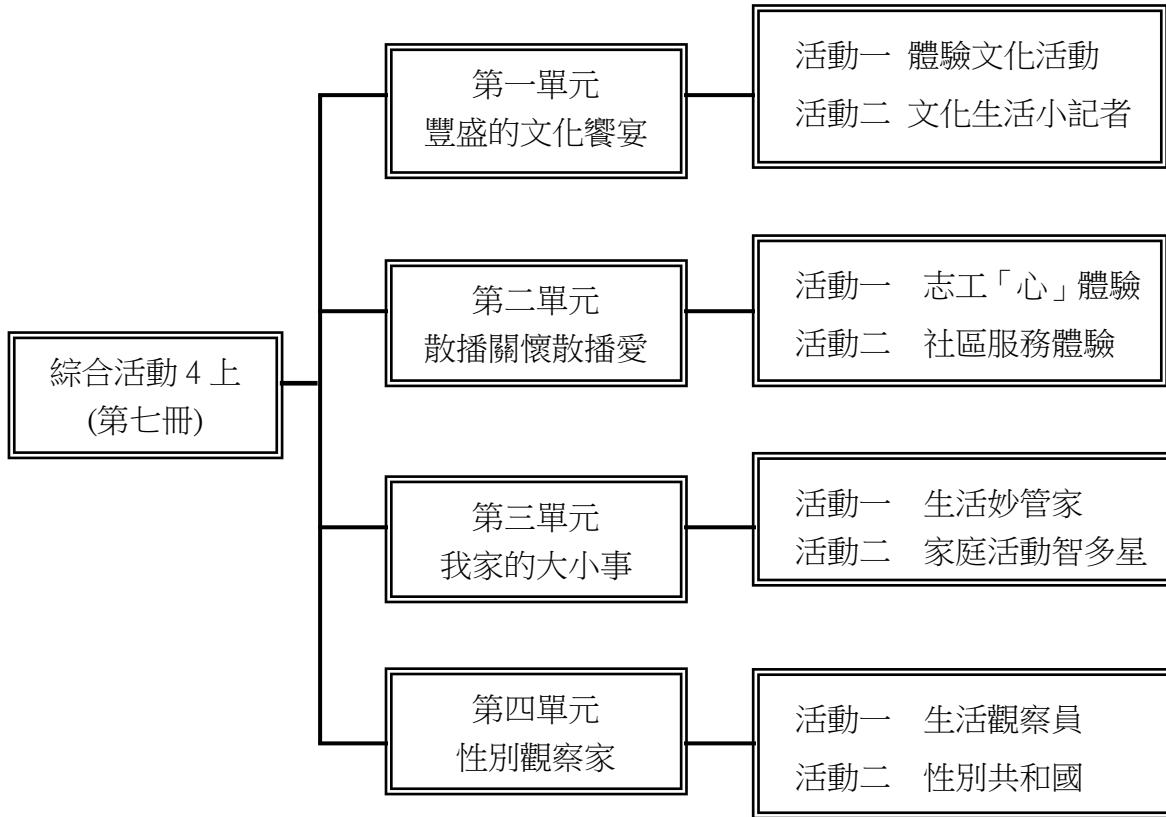 綜合活動 4 上
(第七冊)
第一單元
豐盛的文化饗宴
活動一 體驗文化活動
活動二 文化生活小記者
第二單元
散播關懷散播愛
活動一 志工「心」體驗
活動二 社區服務體驗
第三單元
我家的大小事
活動一 生活妙管家
活動二 家庭活動智多星
第四單元
性別觀察家
活動一 生活觀察員
活動二 性別共和國